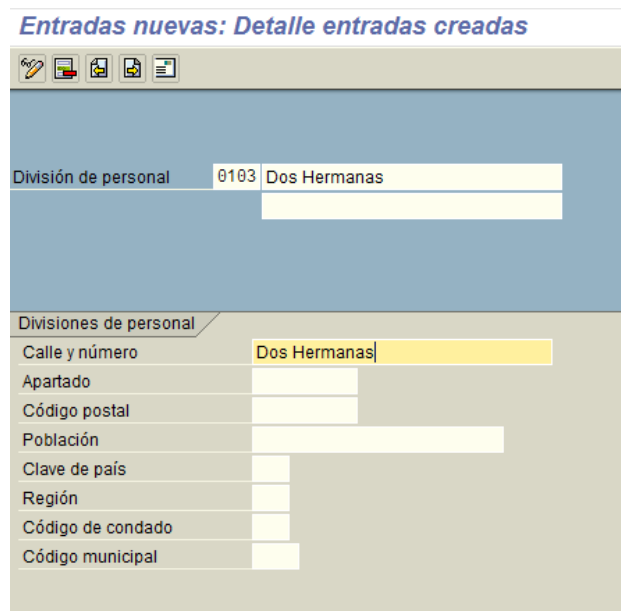 Entradas nuevas: Detalle entradas creadas
División de personal 0103 Dos Hermanas
Divisiones de personal
Calle y número Dos Hermanas
Apartado
Código postal
Población
Clave de país
Región
Código de condado
Código municipal